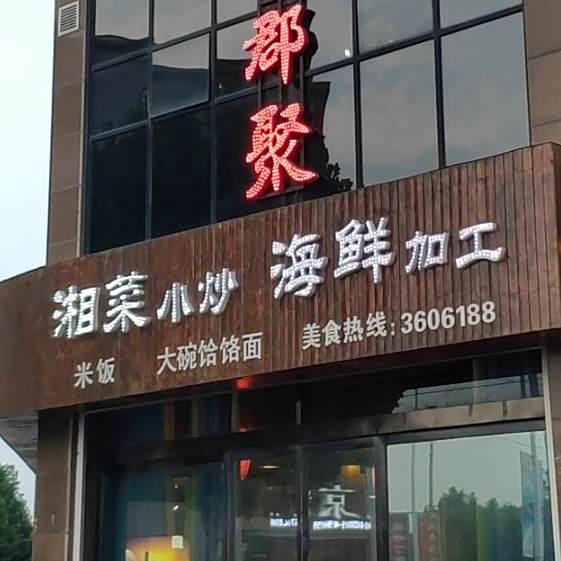 郡聚
湘菜小炒 海鲜加工
米饭 大碗饸饹面 美食热线:3606188
京